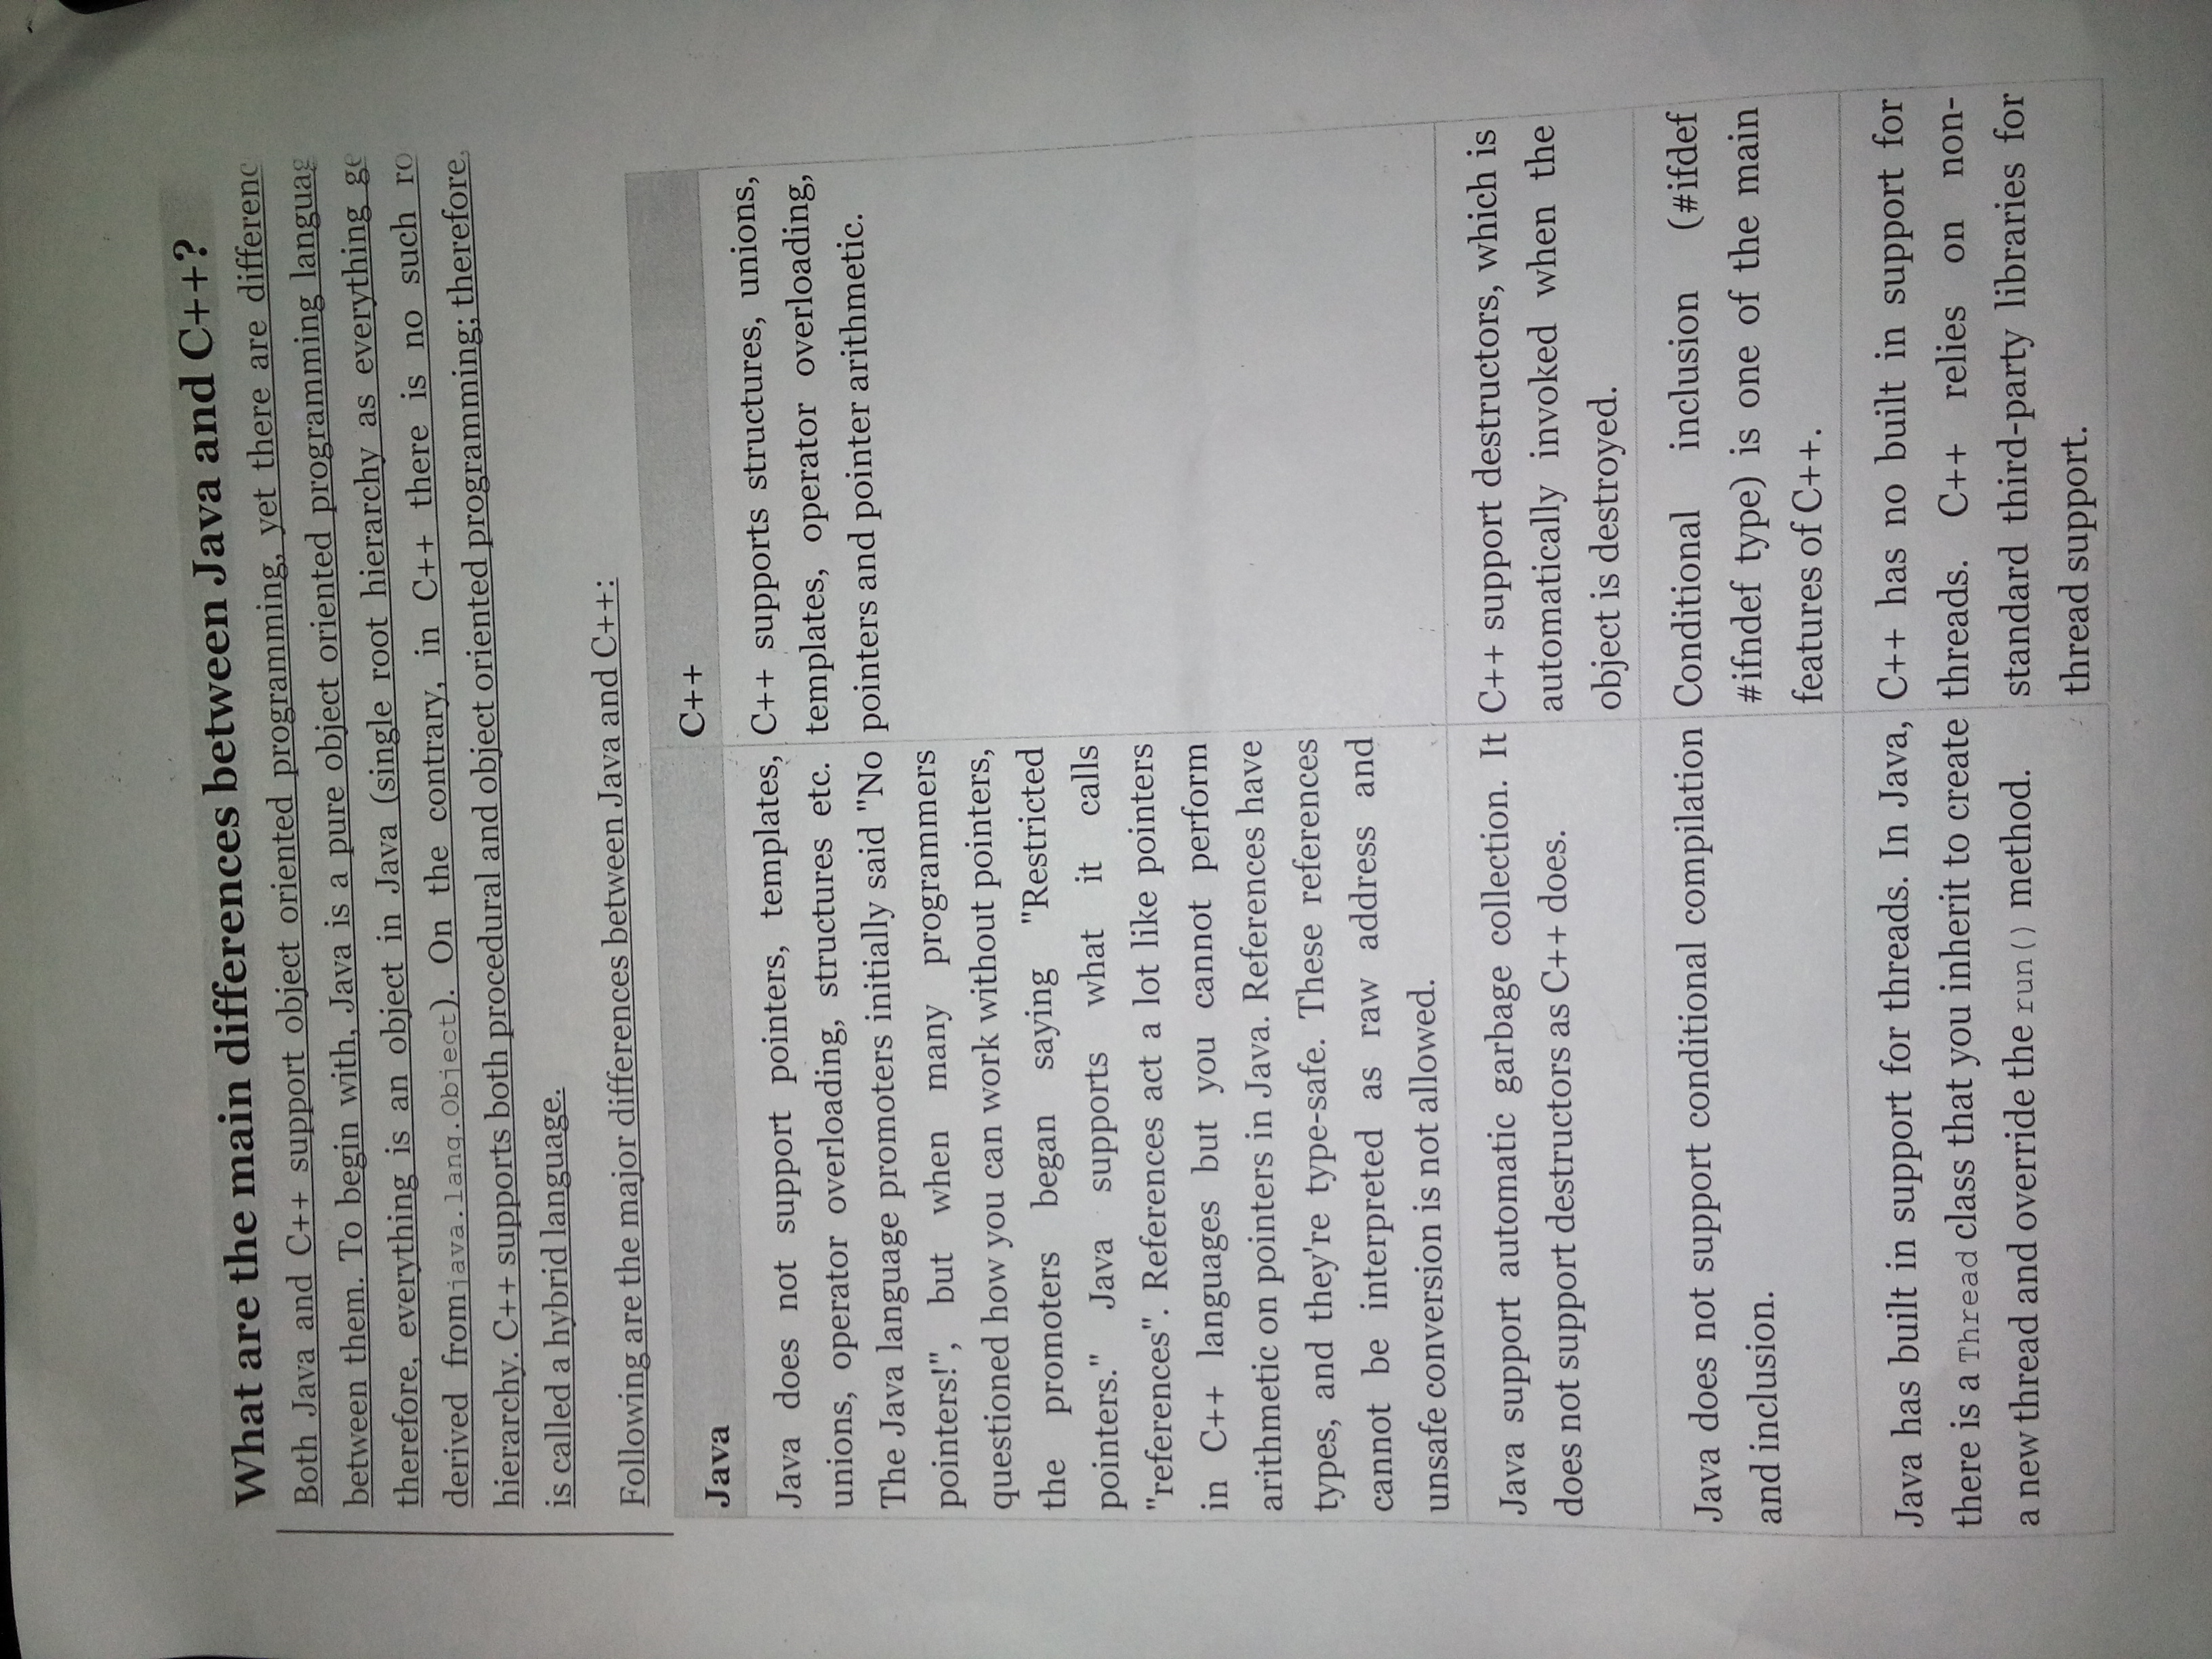 What are the main differences between Java and C++?
Both Java and C++ support object oriented programming, yet there are differenc
between them. To begin with, Java is a pure object oriented programming languag
therefore, everything is an object in Java (single root hierarchy as everything ge
derived fromjava.lang.Object). On the contrary, in C++ there is no such ro
hierarchy. C++ supports both procedural and object oriented programming; therefore,
is called a hybrid language.
Following are the major differences between Java and C++:
Java
C++
Java does not support pointers, templates,
unions, operator overloading, structures etc.
The Java language promoters initially said "No
pointers!", but when many programmers
questioned how you can work without pointers,
the promoters began saying "Restricted
pointers." Java supports what it calls
"references". References act a lot like pointers
in C++ languages but you cannot perform
arithmetic on pointers in Java. References have
types, and they're type-safe. These references
cannot be interpreted as raw address and
unsafe conversion is not allowed.
C++ supports structures, unions,
templates, operator overloading,
pointers and pointer arithmetic.
Java support automatic garbage collection. It
does not support destructors as C++ does.
C++ support destructors, which is
automatically invoked when the
object is destroyed.
Java does not support conditional compilation
and inclusion.
Conditional inclusion (#ifdef
#ifndef type) is one of the main
features of C++.
Java has built in support for threads. In Java,
there is a Thread class that you inherit to create
a new thread and override the run() method.
C++ has no built in support for
threads. C++ relies on non-
standard third-party libraries for
thread support.